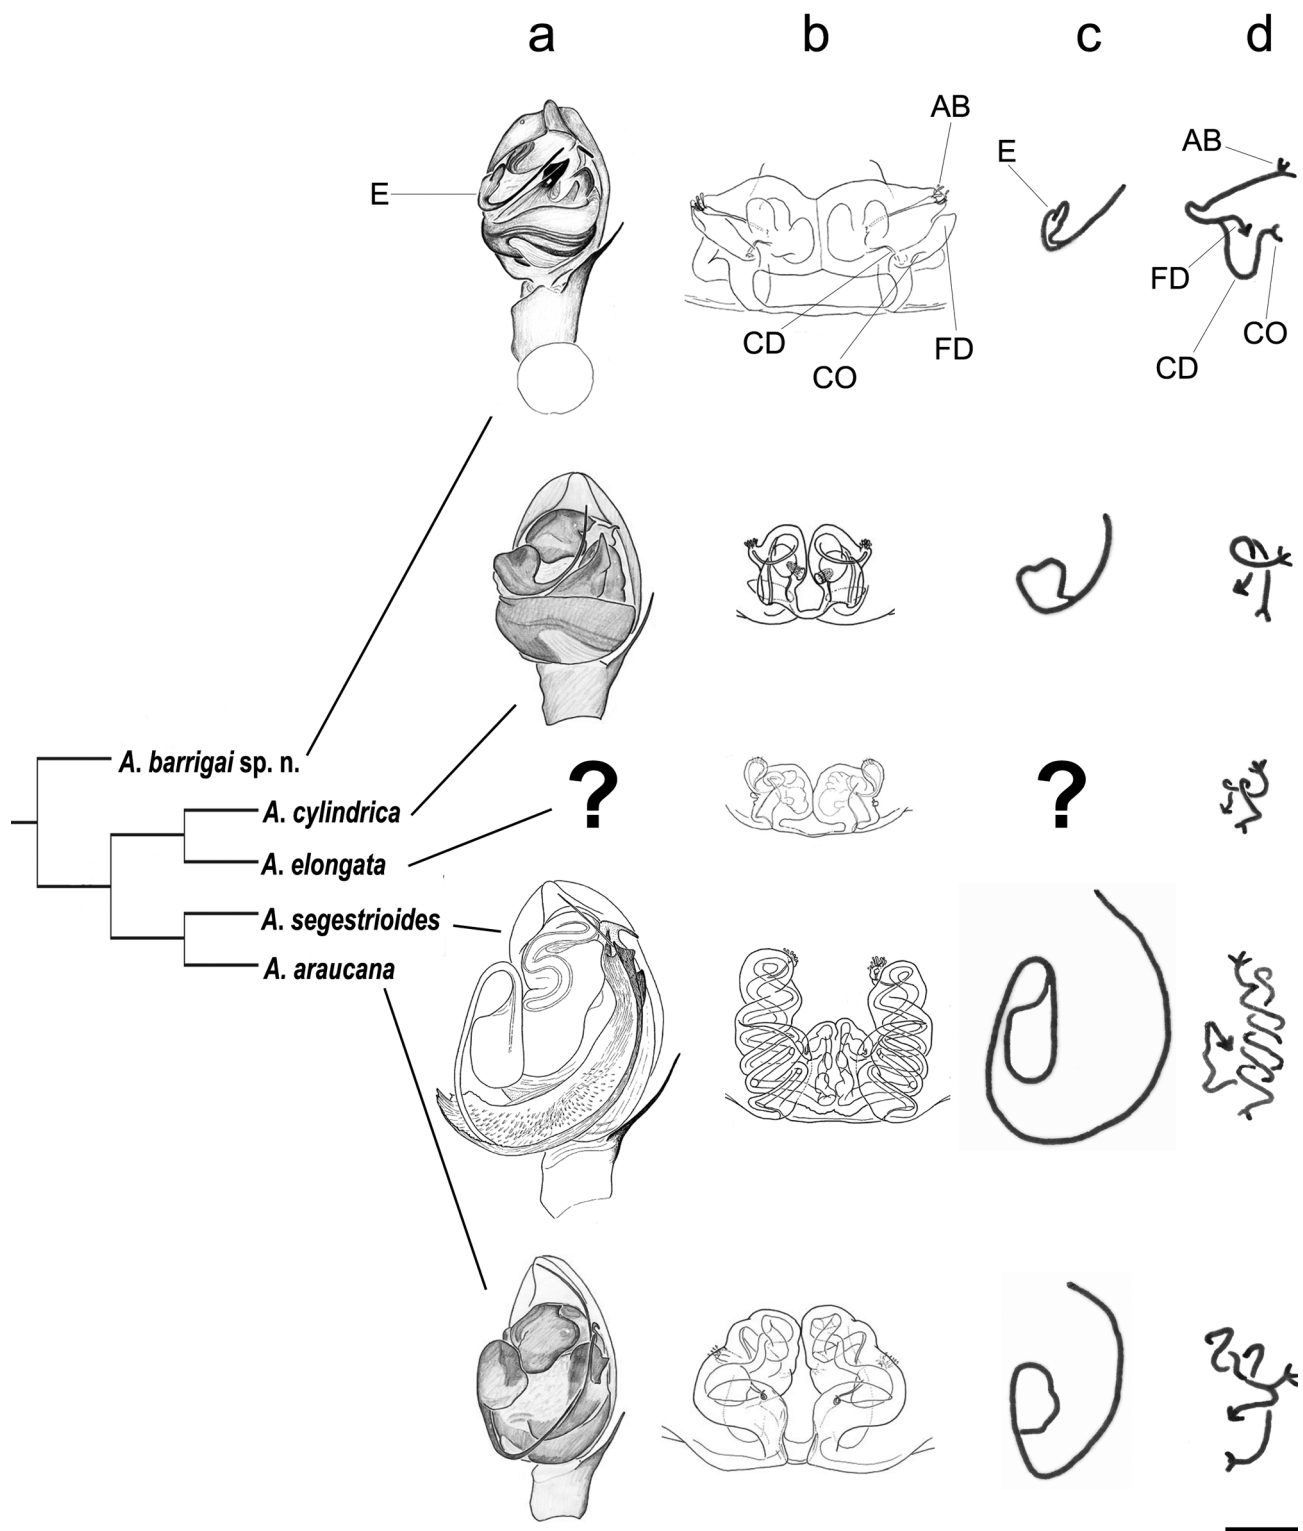 a b c d
AB
E
AB
E
FD
CD
CO
FD
CO
CD
A. barrigai sp. n.
? ?
A. cylindrica
A. elongata
A. segestrioides
A. araucana